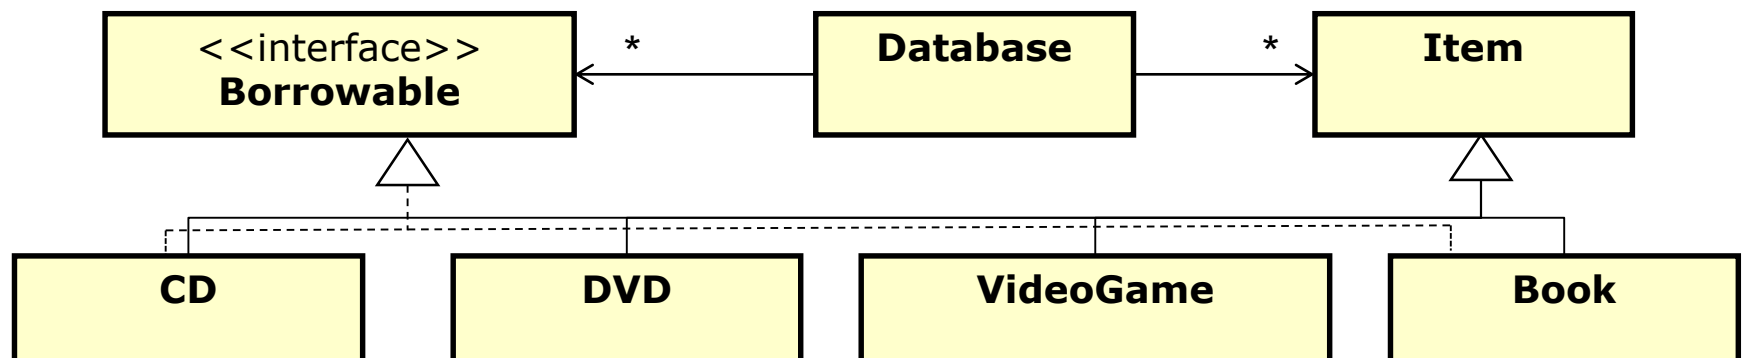 <<interface>>
Borrowable
*
Database
*
Item
CD
DVD
VideoGame
Book